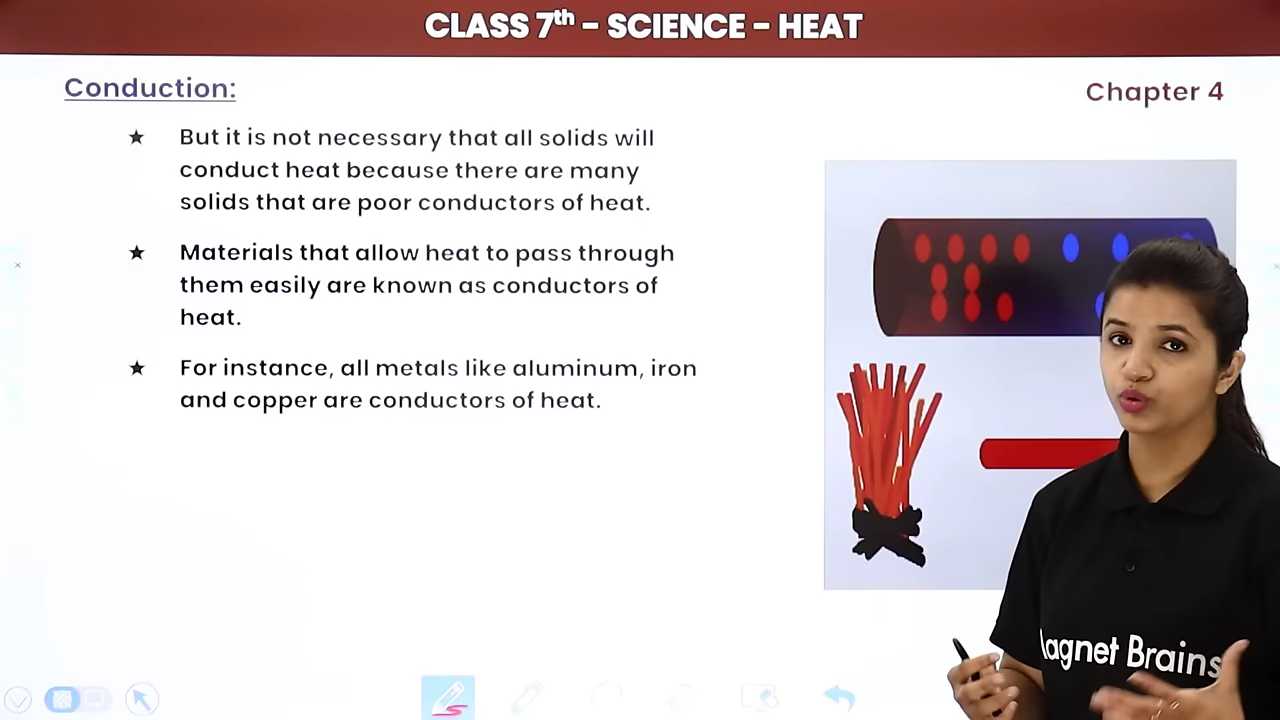 CLASS 7th – SCIENCE – HEAT
Conduction:
Chapter 4
★ But it is not necessary that all solids will
conduct heat because there are many
solids that are poor conductors of heat.
★ Materials that allow heat to pass through
them easily are known as conductors of
heat.
★ For instance, all metals like aluminum, iron
and copper are conductors of heat.
agnet Brains